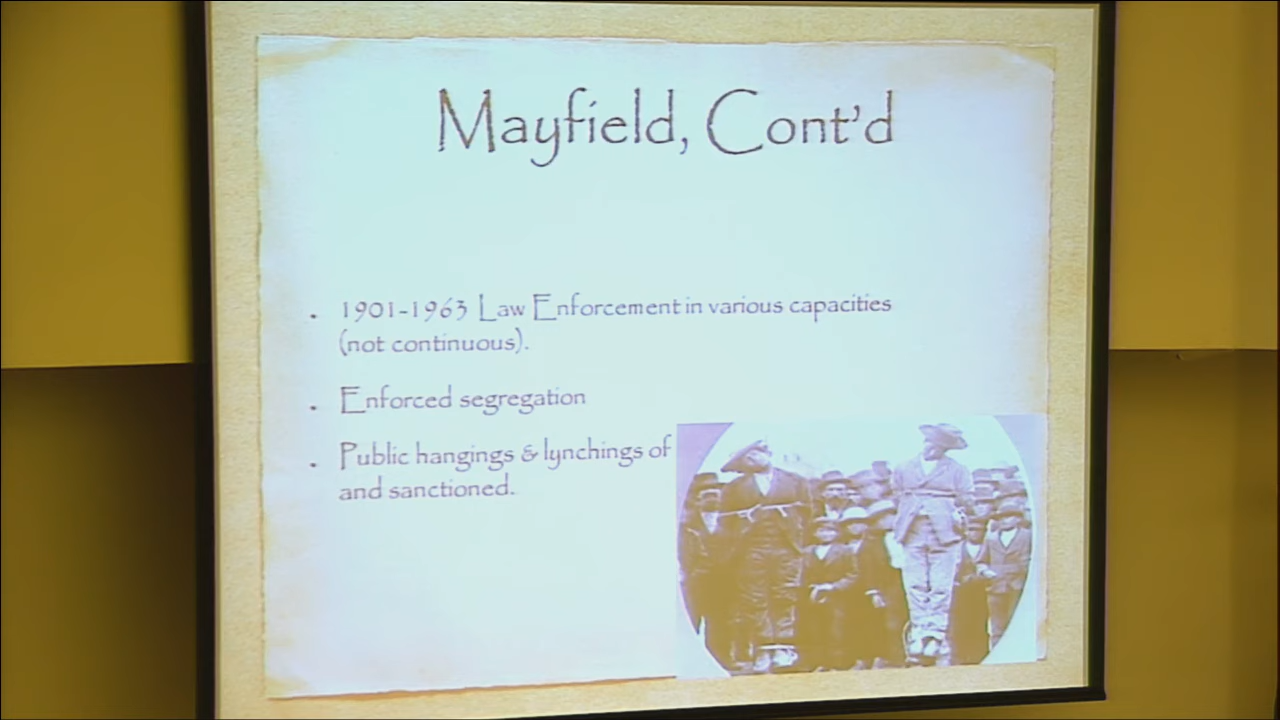 Mayfield, Cont'd
• 1901-1963 Law Enforcement in various capacities
(not continuous).
• Enforced segregation
• Public hangings & lynchings of
and sanctioned.